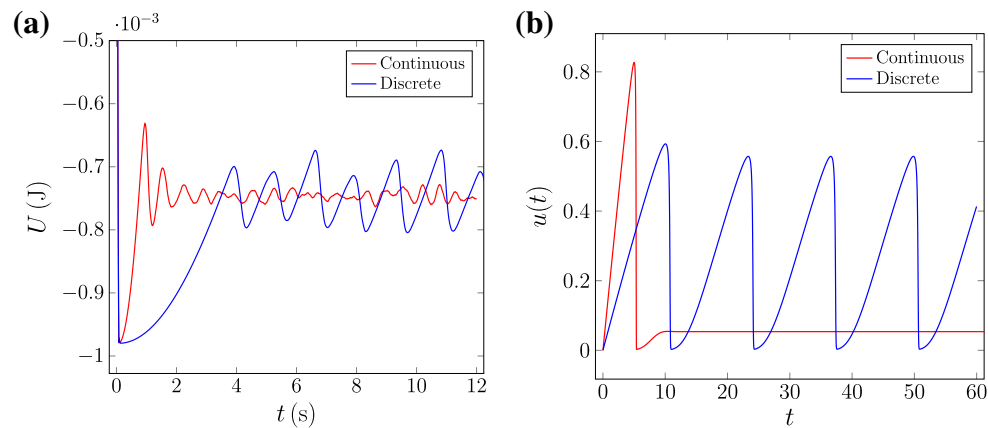 (a)
·10⁻³
−0.5
−0.6
−0.7
−0.8
−0.9
−1
U (J)
0 2 4 6 8 10 12
t (s)
Continuous
Discrete
(b)
0.8
0.6
0.4
0.2
0
u(t)
0 10 20 30 40 50 60
t
Continuous
Discrete